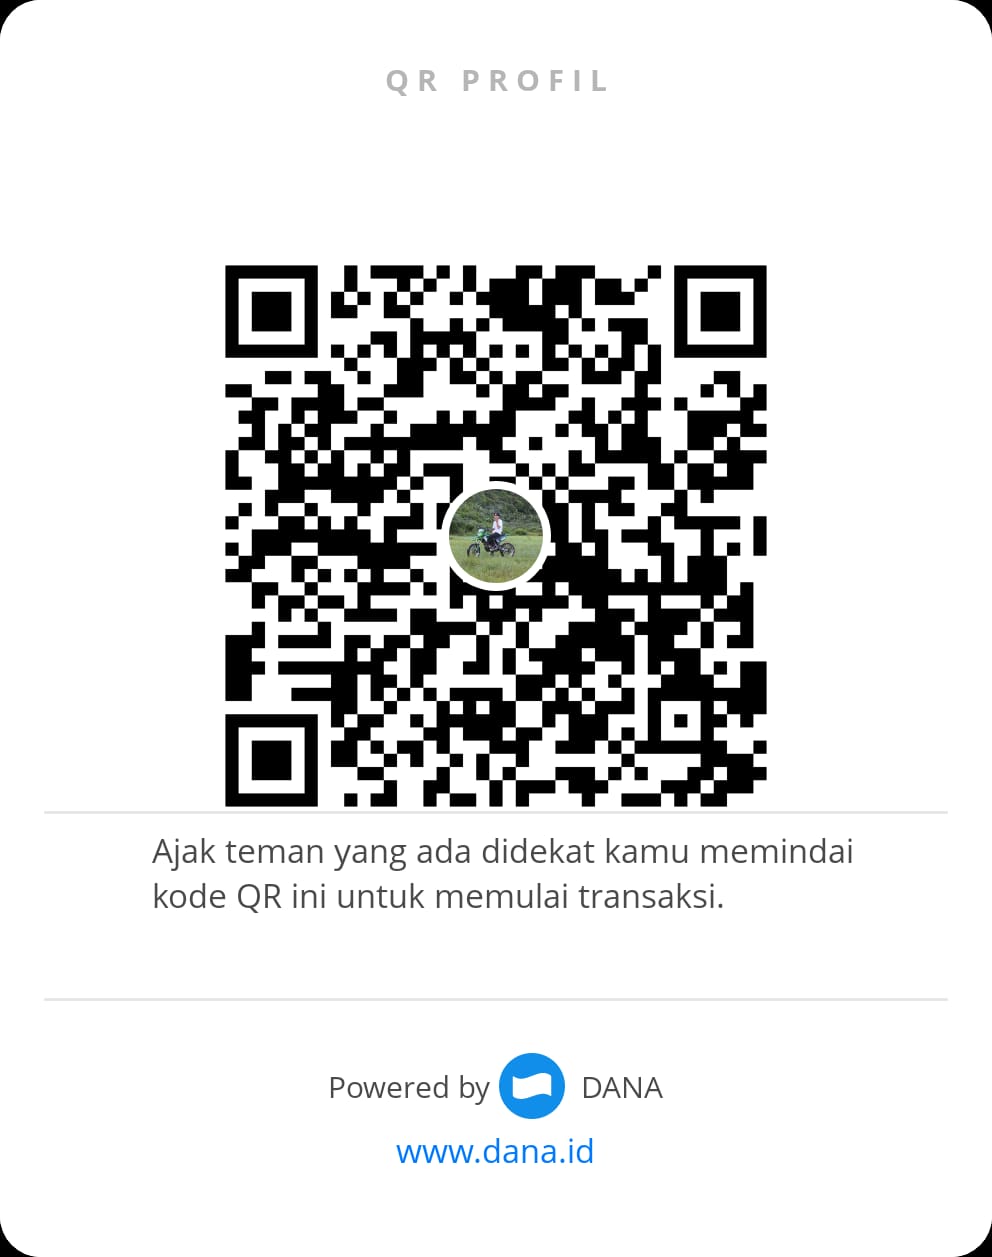 QR PROFIL
Ajak teman yang ada didekat kamu memindai
kode QR ini untuk memulai transaksi.
Powered by DANA
www.dana.id